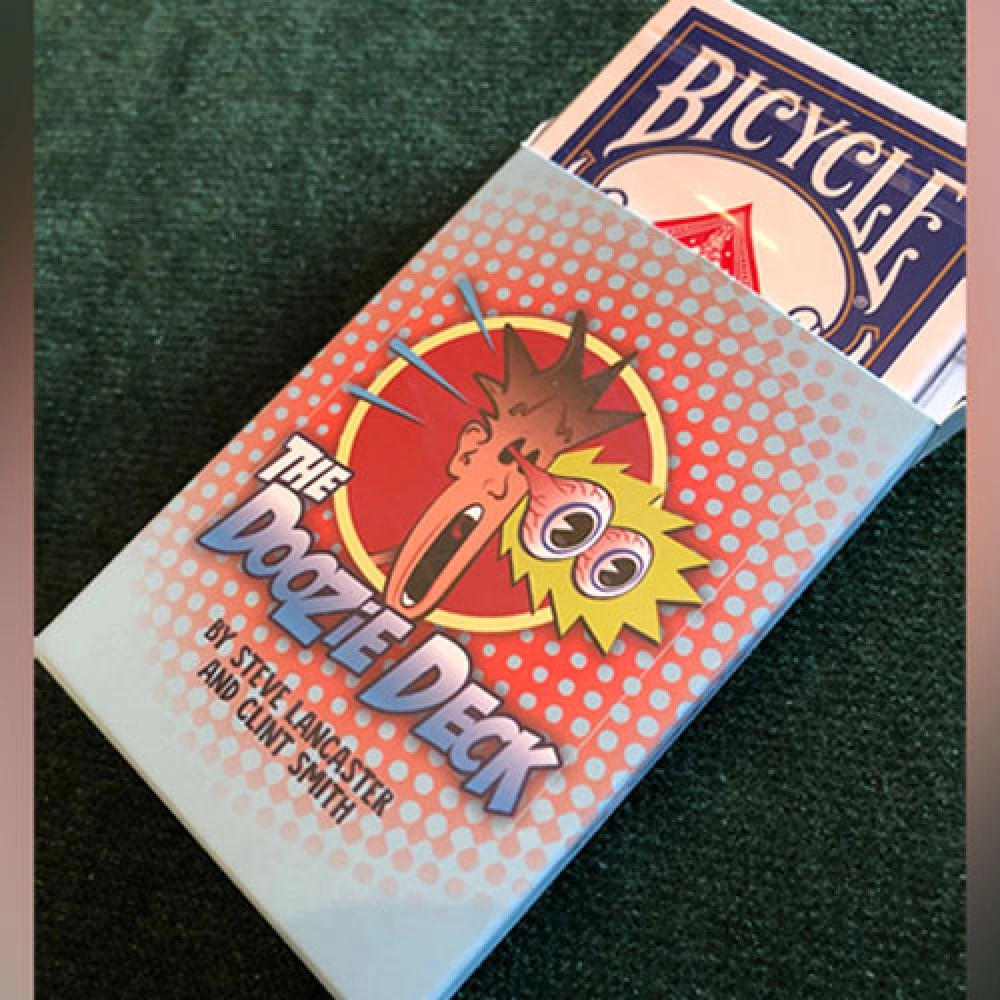 BICYCLE
®
THE
DOOZiE DECK
BY STEVE LANCASTER
AND CLINT SMITH